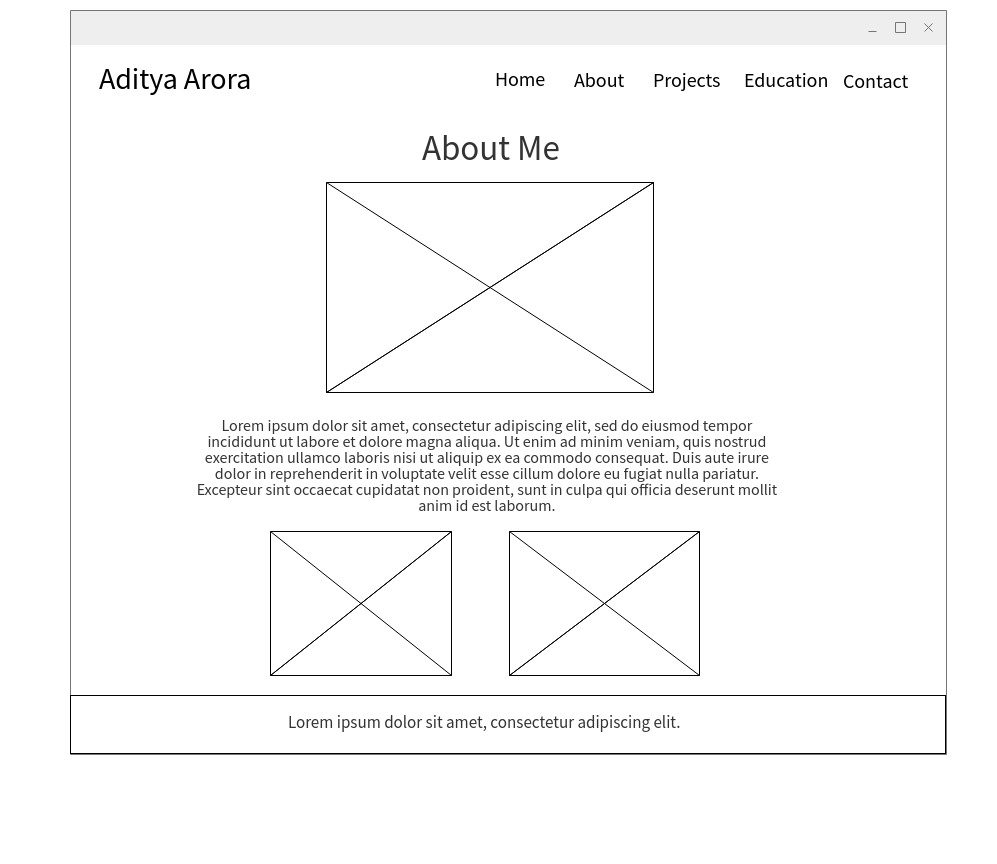 Aditya Arora
Home About Projects Education Contact
About Me
Lorem ipsum dolor sit amet, consectetur adipiscing elit, sed do eiusmod tempor
incididunt ut labore et dolore magna aliqua. Ut enim ad minim veniam, quis nostrud
exercitation ullamco laboris nisi ut aliquip ex ea commodo consequat. Duis aute irure
dolor in reprehenderit in voluptate velit esse cillum dolore eu fugiat nulla pariatur.
Excepteur sint occaecat cupidatat non proident, sunt in culpa qui officia deserunt mollit
anim id est laborum.
Lorem ipsum dolor sit amet, consectetur adipiscing elit.